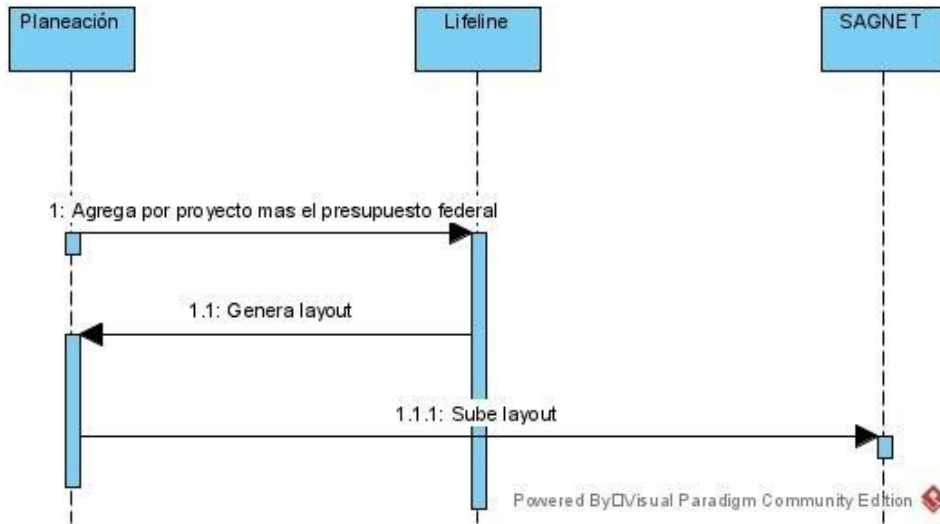 Planeación
Lifeline
SAGNET
1: Agrega por proyecto mas el presupuesto federal
1.1: Genera layout
1.1.1: Sube layout
Powered By□Visual Paradigm Community Edition